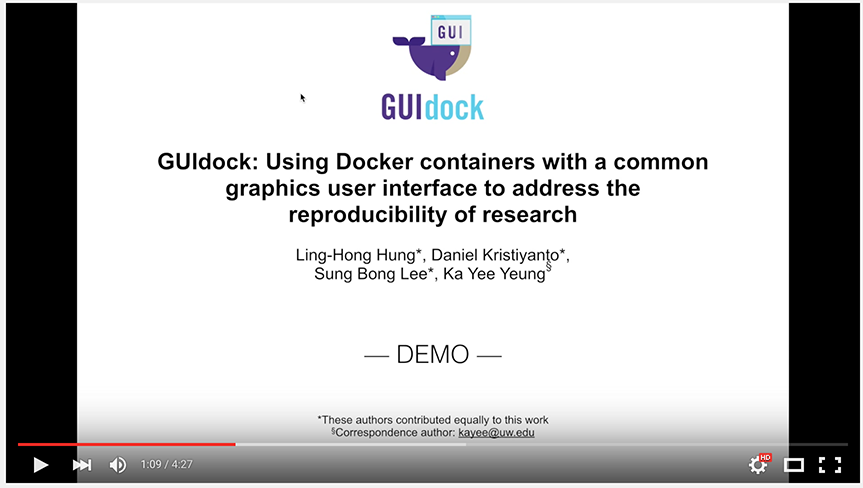 GUI
GUIdock
GUIdock: Using Docker containers with a common
graphics user interface to address the
reproducibility of research
Ling-Hong Hung*, Daniel Kristiyanto*,
Sung Bong Lee*, Ka Yee Yeung§
— DEMO —
*These authors contributed equally to this work
§Correspondence author: kayee@uw.edu
1:09 / 4:27
HD